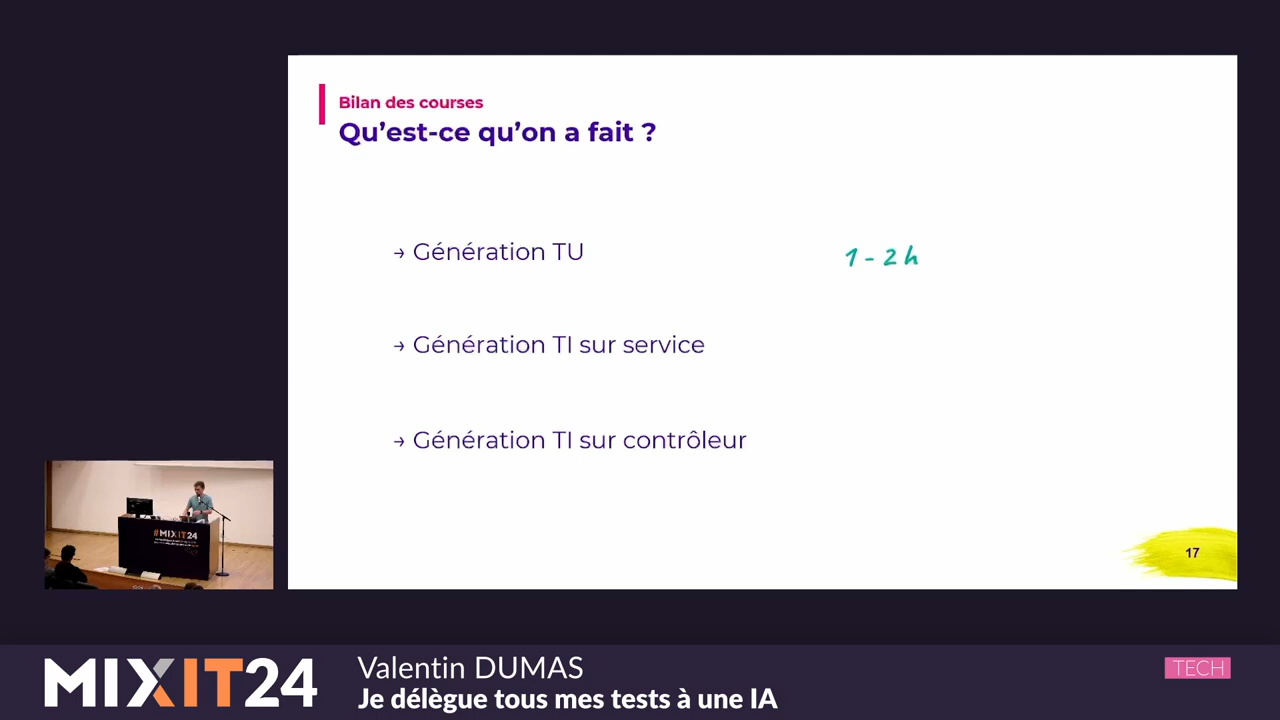 Bilan des courses
Qu’est-ce qu’on a fait ?
→ Génération TU
1 - 2 h
→ Génération TI sur service
→ Génération TI sur contrôleur
17
#MIXIT24
MIXIT24
Valentin DUMAS
Je délègue tous mes tests à une IA
TECH